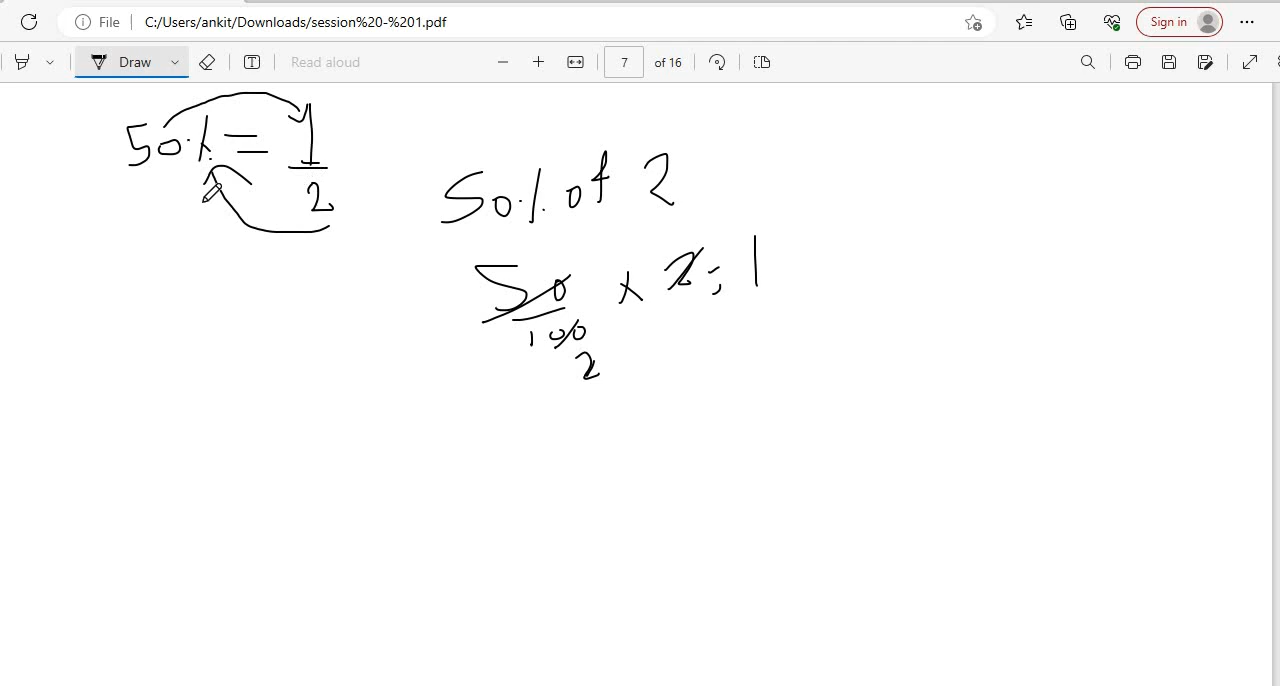 File C:/Users/ankit/Downloads/session%20-%201.pdf Sign in
Draw Read aloud 7 of 16
50% = 1/2
50% of 2
50/100 x 2 = 1
2